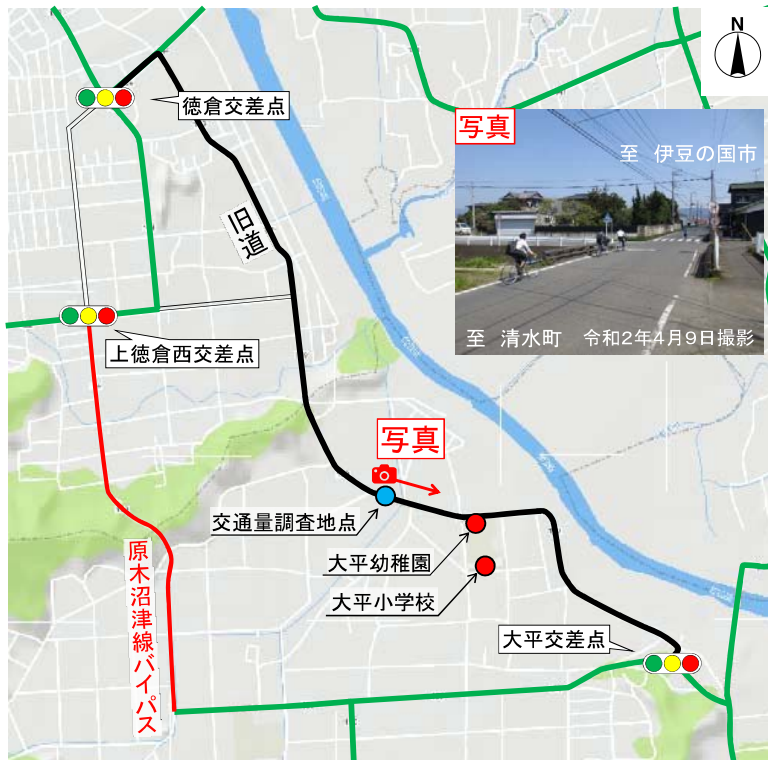 N
徳倉交差点
写真
至 伊豆の国市
旧道
至 清水町 令和2年4月9日撮影
上徳倉西交差点
写真
交通量調査地点
大平幼稚園
大平小学校
原木沼津線バイパス
大平交差点